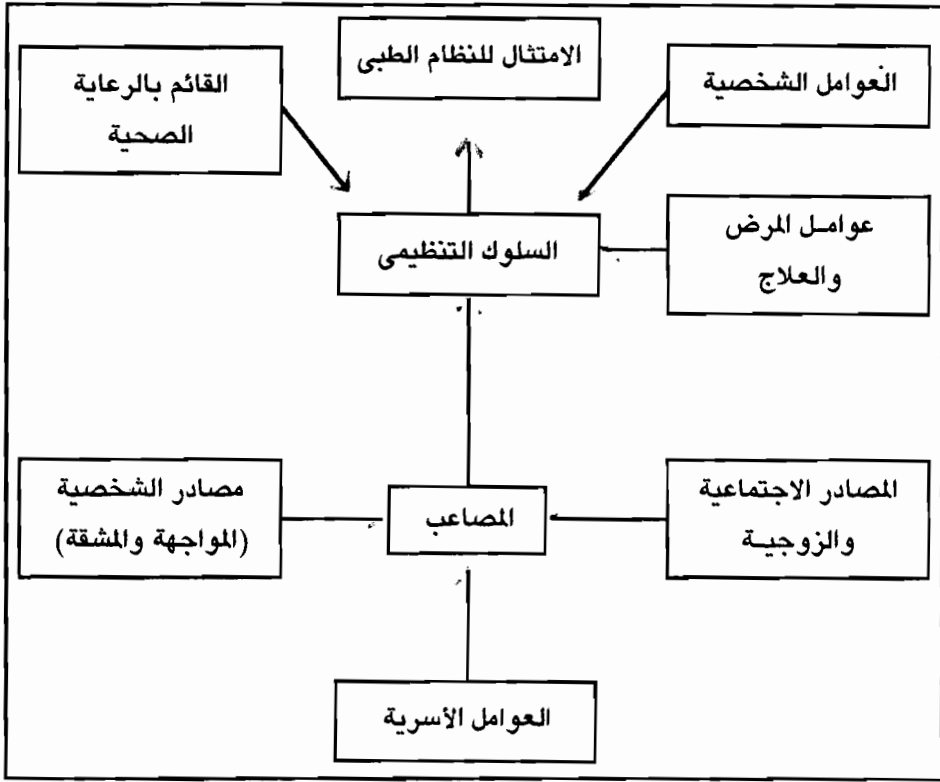 الامتثال للنظام الطبى
العوامل الشخصية
القائم بالرعاية
الصحية
عوامل المرض
والعلاج
السلوك التنظيمى
المصادر الاجتماعية
والزوجية
المصاعب
مصادر الشخصية
(المواجهة والمشقة)
العوامل الأسرية